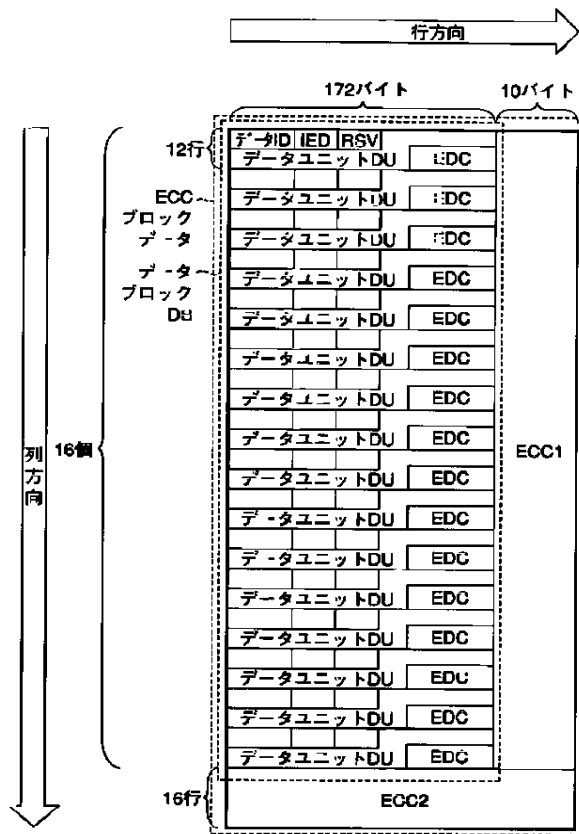 行方向
172バイト
10バイト
12行
データID IED RSV
データユニットDU EDC
ECC
ブロック
データ
データユニットDU EDC
データユニットDU EDC
データ
ブロック
DB
データユニットDU EDC
データユニットDU EDC
データユニットDU EDC
データユニットDU EDC
データユニットDU EDC
列方向
16個
ECC1
データユニットDU EDC
データユニットDU EDC
データユニットDU EDC
データユニットDU EDC
データユニットDU EDC
データユニットDU EDC
データユニットDU EDC
データユニットDU EDC
16行
ECC2